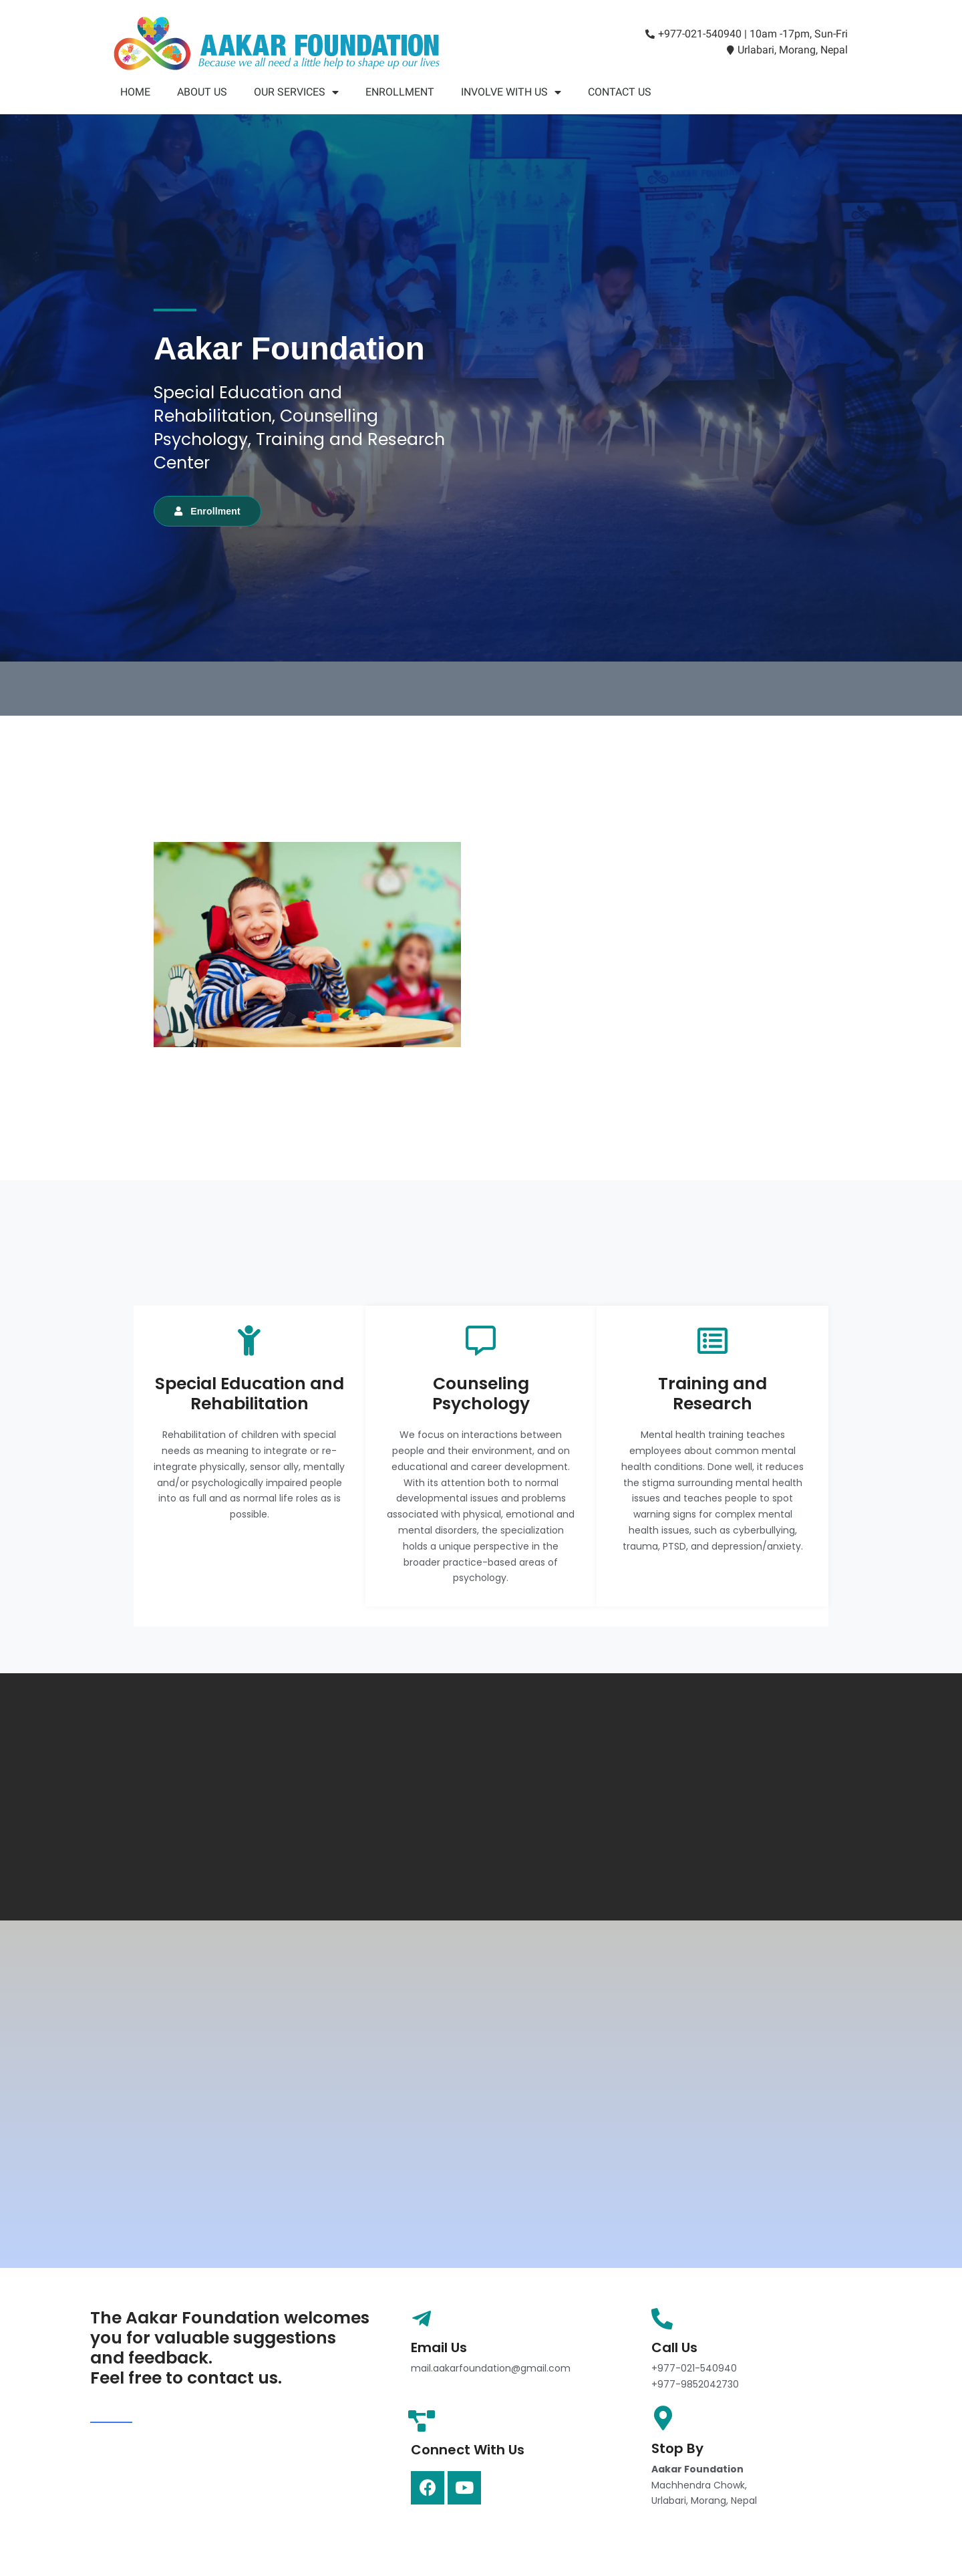 AAKAR FOUNDATION
Because we all need a little help to shape up our lives
+977-021-540940 | 10am -17pm, Sun-Fri
Urlabari, Morang, Nepal
HOME
ABOUT US
OUR SERVICES
ENROLLMENT
INVOLVE WITH US
CONTACT US
Aakar Foundation
Special Education and
Rehabilitation, Counselling
Psychology, Training and Research
Center
Enrollment
Special Education and
Rehabilitation
Rehabilitation of children with special
needs as meaning to integrate or re-
integrate physically, sensor ally, mentally
and/or psychologically impaired people
into as full and as normal life roles as is
possible.
Counseling
Psychology
We focus on interactions between
people and their environment, and on
educational and career development.
With its attention both to normal
developmental issues and problems
associated with physical, emotional and
mental disorders, the specialization
holds a unique perspective in the
broader practice-based areas of
psychology.
Training and
Research
Mental health training teaches
employees about common mental
health conditions. Done well, it reduces
the stigma surrounding mental health
issues and teaches people to spot
warning signs for complex mental
health issues, such as cyberbullying,
trauma, PTSD, and depression/anxiety.
The Aakar Foundation welcomes
you for valuable suggestions
and feedback.
Feel free to contact us.
Email Us
mail.aakarfoundation@gmail.com
Call Us
+977-021-540940
+977-9852042730
Connect With Us
Stop By
Aakar Foundation
Machhendra Chowk,
Urlabari, Morang, Nepal